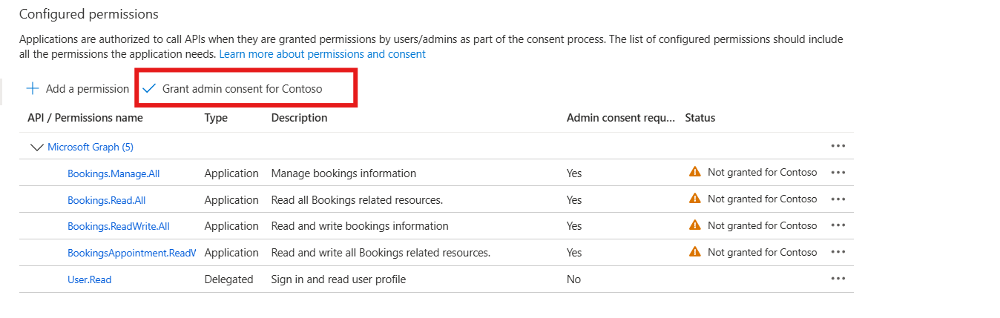 Configured permissions
Applications are authorized to call APIs when they are granted permissions by users/admins as part of the consent process. The list of configured permissions should include
all the permissions the application needs. Learn more about permissions and consent
Add a permission Grant admin consent for Contoso
API / Permissions name Type Description Admin consent requ... Status
Microsoft Graph (5) ...
Bookings.Manage.All Application Manage bookings information Yes Not granted for Contoso ...
Bookings.Read.All Application Read all Bookings related resources. Yes Not granted for Contoso ...
Bookings.ReadWrite.All Application Read and write bookings information Yes Not granted for Contoso ...
BookingsAppointment.ReadW Application Read and write all Bookings related resources. Yes Not granted for Contoso ...
User.Read Delegated Sign in and read user profile No ...